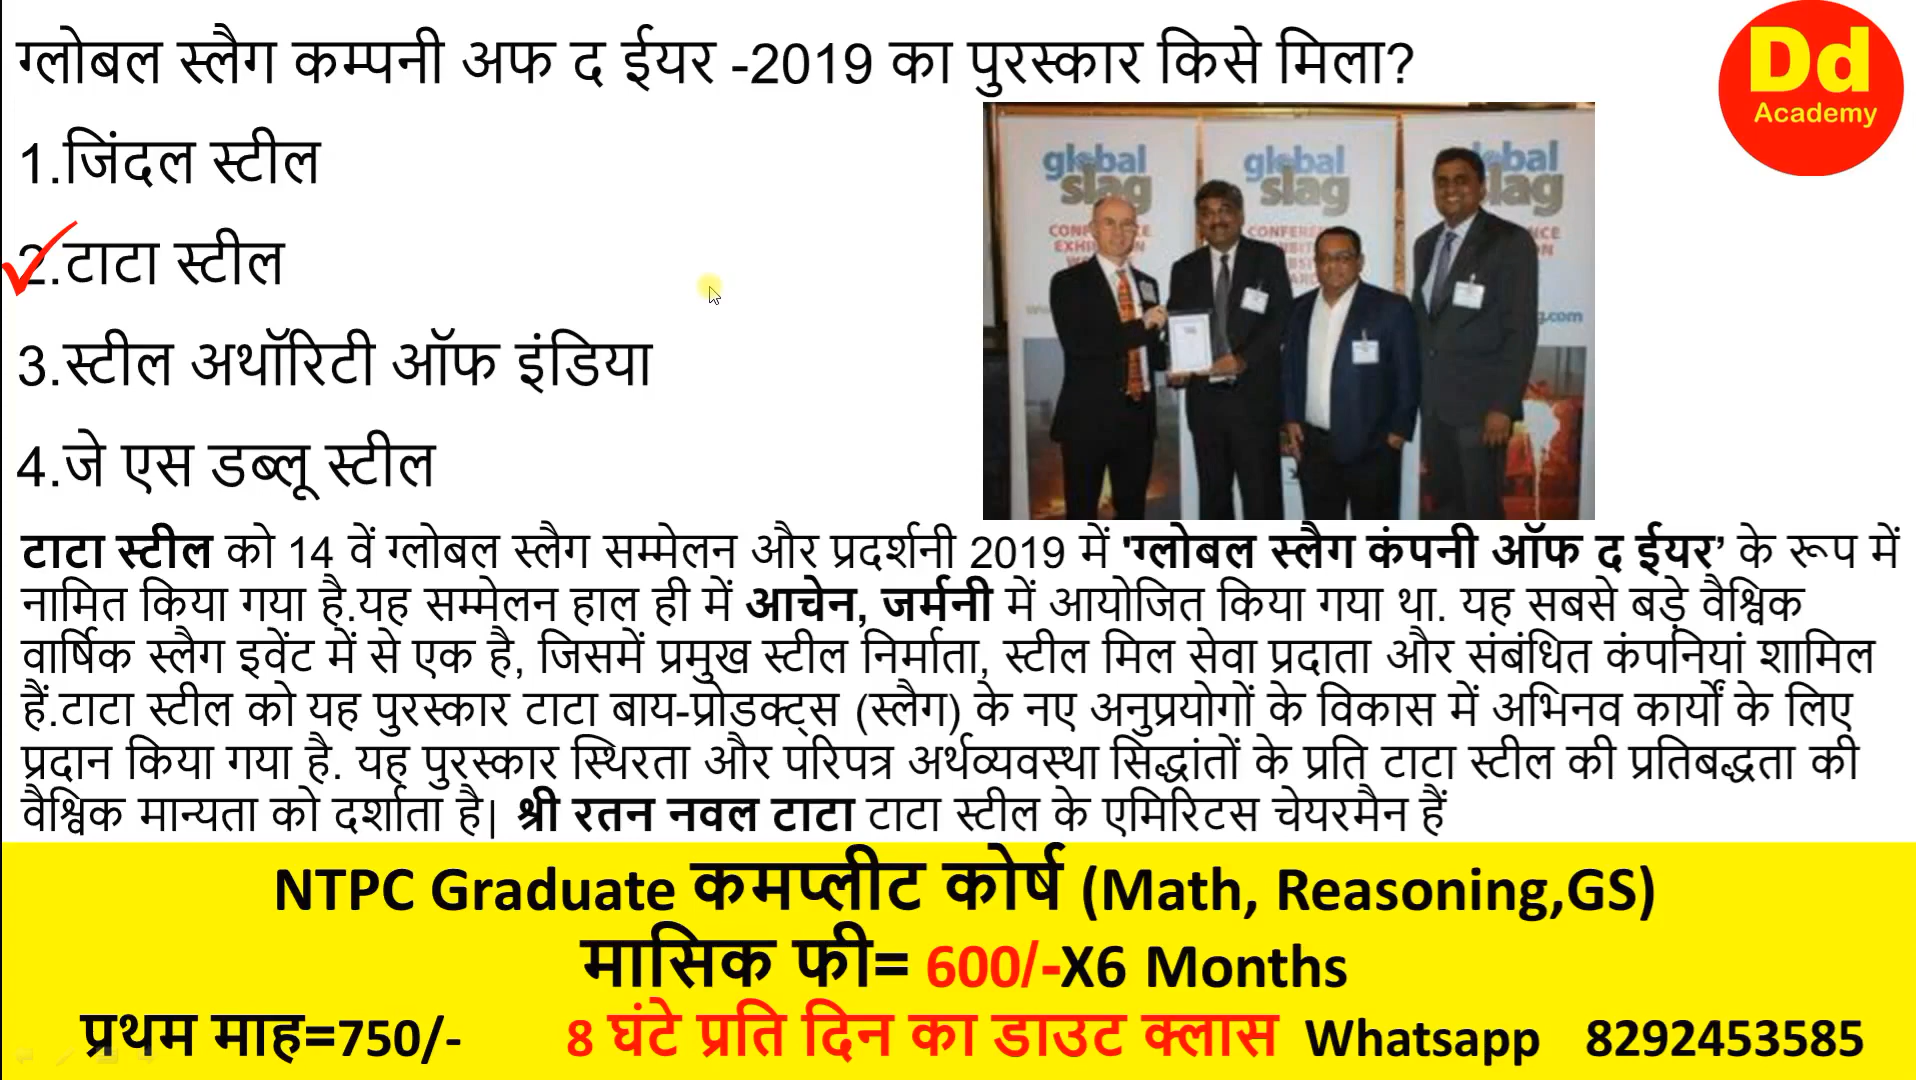 ग्लोबल स्लैग कम्पनी अफ द ईयर -2019 का पुरस्कार किसे मिला?
Dd
Academy
1.जिंदल स्टील
2.टाटा स्टील
3.स्टील अथॉरिटी ऑफ इंडिया
4.जे एस डब्लू स्टील
global slag
global slag
टाटा स्टील को 14 वें ग्लोबल स्लैग सम्मेलन और प्रदर्शनी 2019 में 'ग्लोबल स्लैग कंपनी ऑफ द ईयर’ के रूप में
नामित किया गया है.यह सम्मेलन हाल ही में आचेन, जर्मनी में आयोजित किया गया था. यह सबसे बड़े वैश्विक
वार्षिक स्लैग इवेंट में से एक है, जिसमें प्रमुख स्टील निर्माता, स्टील मिल सेवा प्रदाता और संबंधित कंपनियां शामिल
हैं.टाटा स्टील को यह पुरस्कार टाटा बाय-प्रोडक्ट्स (स्लैग) के नए अनुप्रयोगों के विकास में अभिनव कार्यों के लिए
प्रदान किया गया है. यह पुरस्कार स्थिरता और परिपत्र अर्थव्यवस्था सिद्धांतों के प्रति टाटा स्टील की प्रतिबद्धता की
वैश्विक मान्यता को दर्शाता है| श्री रतन नवल टाटा टाटा स्टील के एमिरिटस चेयरमैन हैं
NTPC Graduate कमप्लीट कोर्ष (Math, Reasoning,GS)
मासिक फी= 600/-X6 Months
प्रथम माह=750/- 8 घंटे प्रति दिन का डाउट क्लास Whatsapp 8292453585